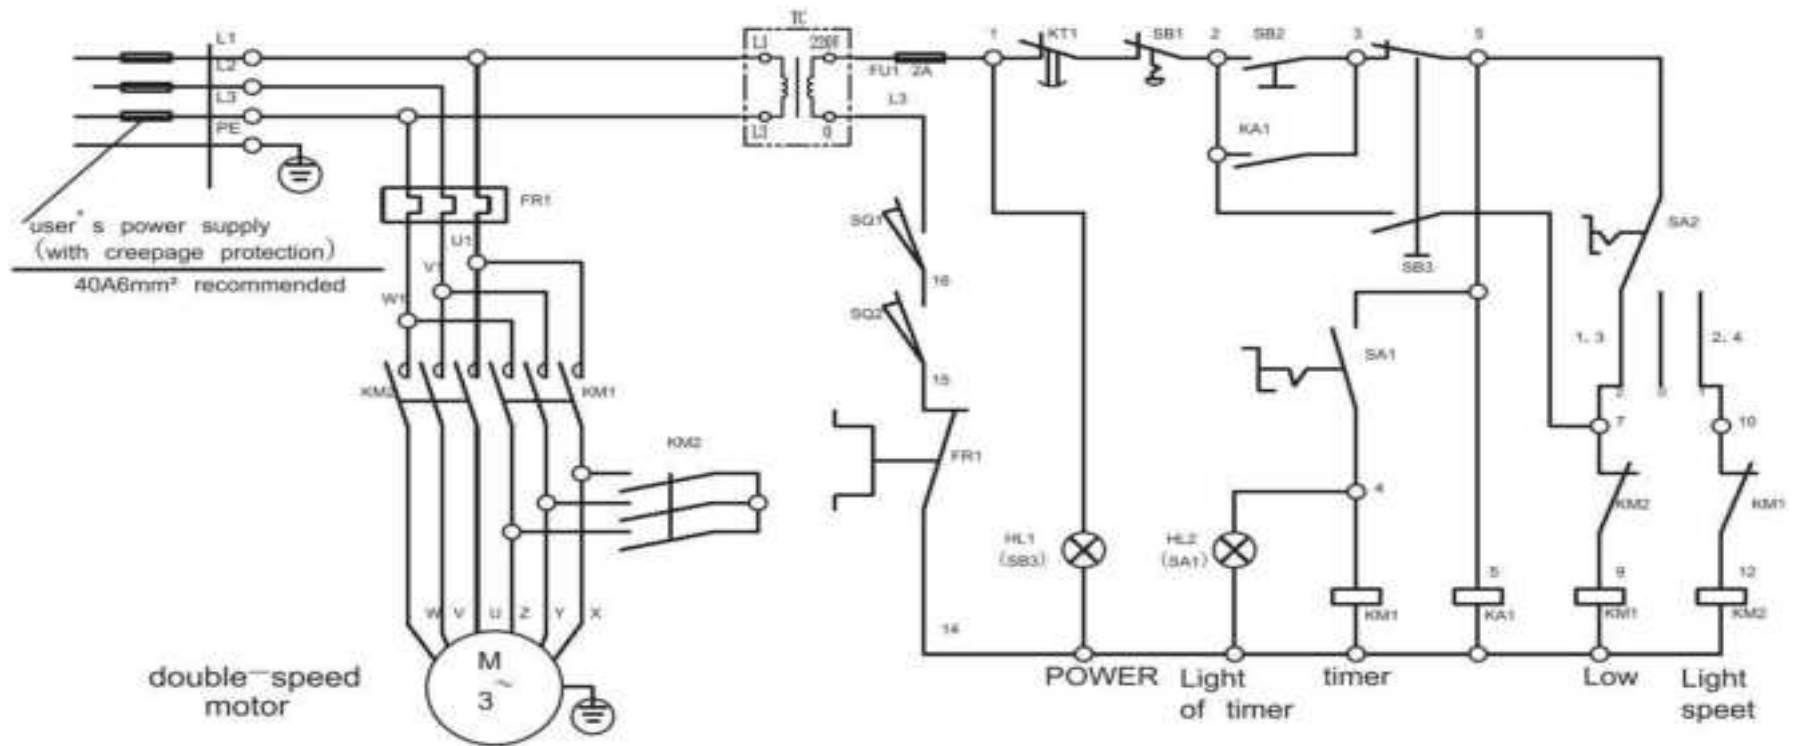 TC
L1
L2
L3
PE
L1
220V
L3
0
FU1 2A
L3
1
KT1
SB1
2
SB2
3
5
KA1
SB3
SA2
user's power supply
(with creepage protection)
40A6mm² recommended
FR1
U1
V1
W1
KM2
KM1
KM2
SQ1
16
SQ2
15
FR1
14
SA1
4
1. 3
2. 4
7
10
KM2
KM1
HL1
(SB3)
HL2
(SA1)
5
9
12
KM1
KA1
KM1
KM2
W V U Z Y X
M
3~
double-speed
motor
POWER
Light
of timer
timer
Low
Light
speet